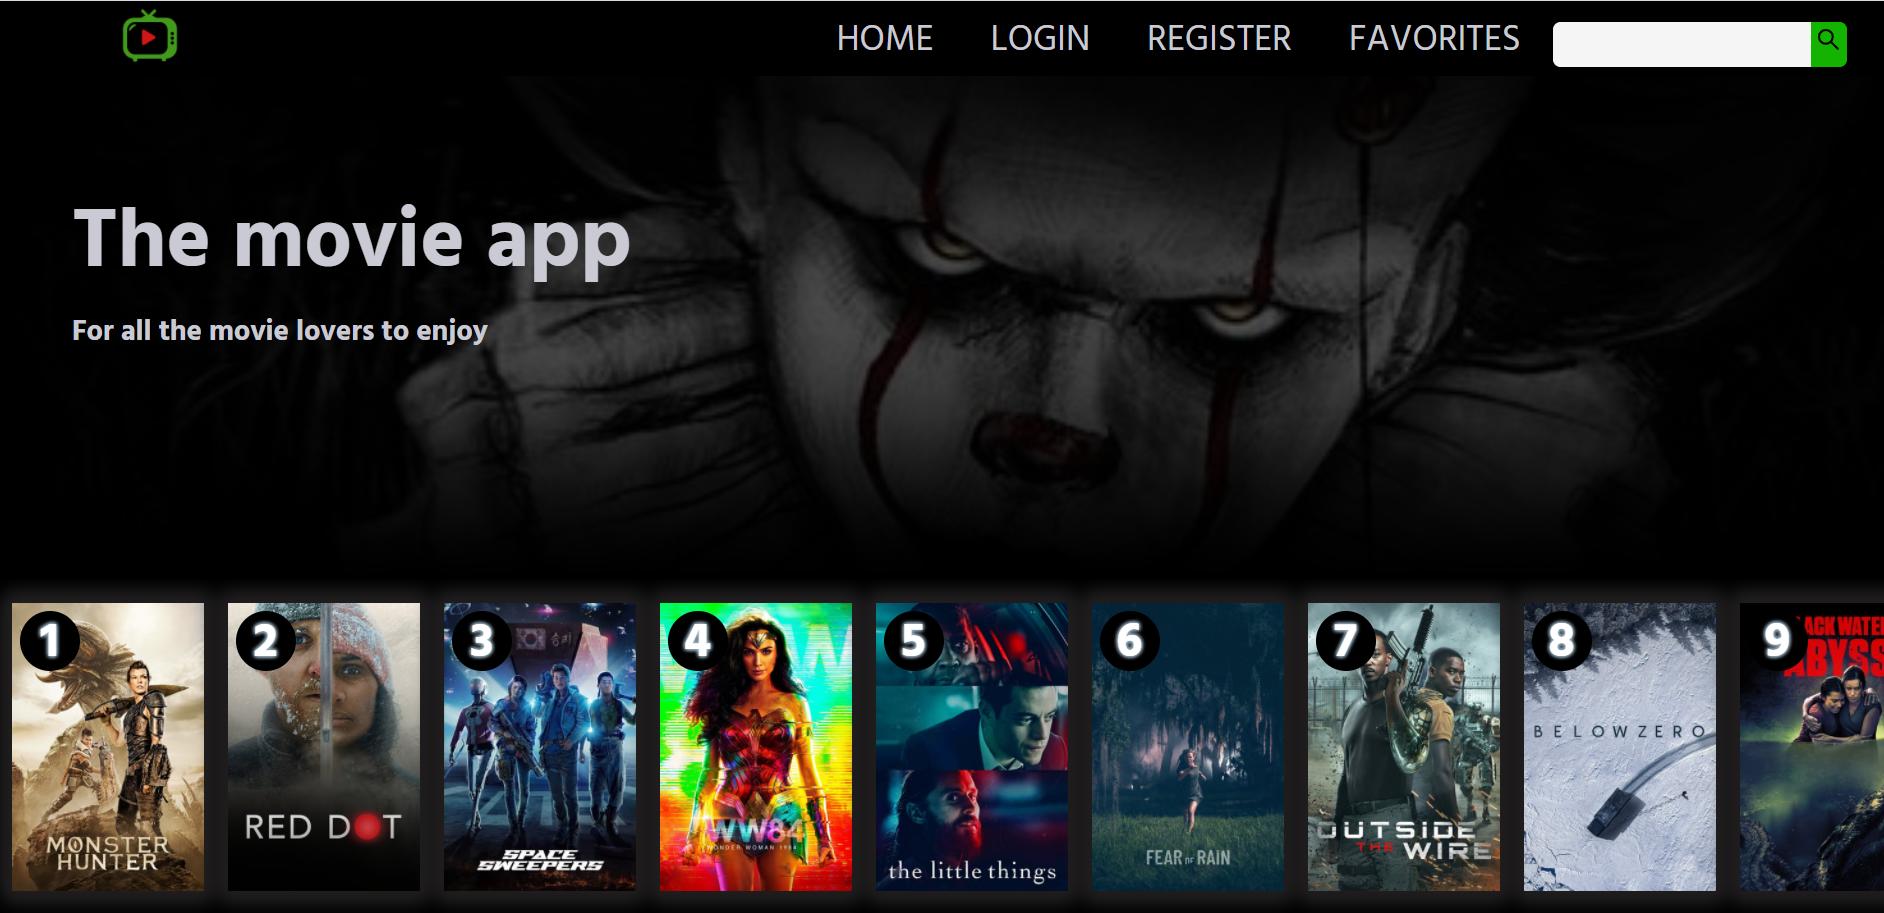 HOME LOGIN REGISTER FAVORITES
The movie app
For all the movie lovers to enjoy
1
MONSTER
HUNTER
2
RED DOT
3
승리
SPACE
SWEEPERS
4
WW84
WONDER WOMAN 1984
5
the little things
6
FEAR OF RAIN
7
OUTSIDE
THE WIRE
8
BELOW ZERO
9
ACK WATER
ABYSS